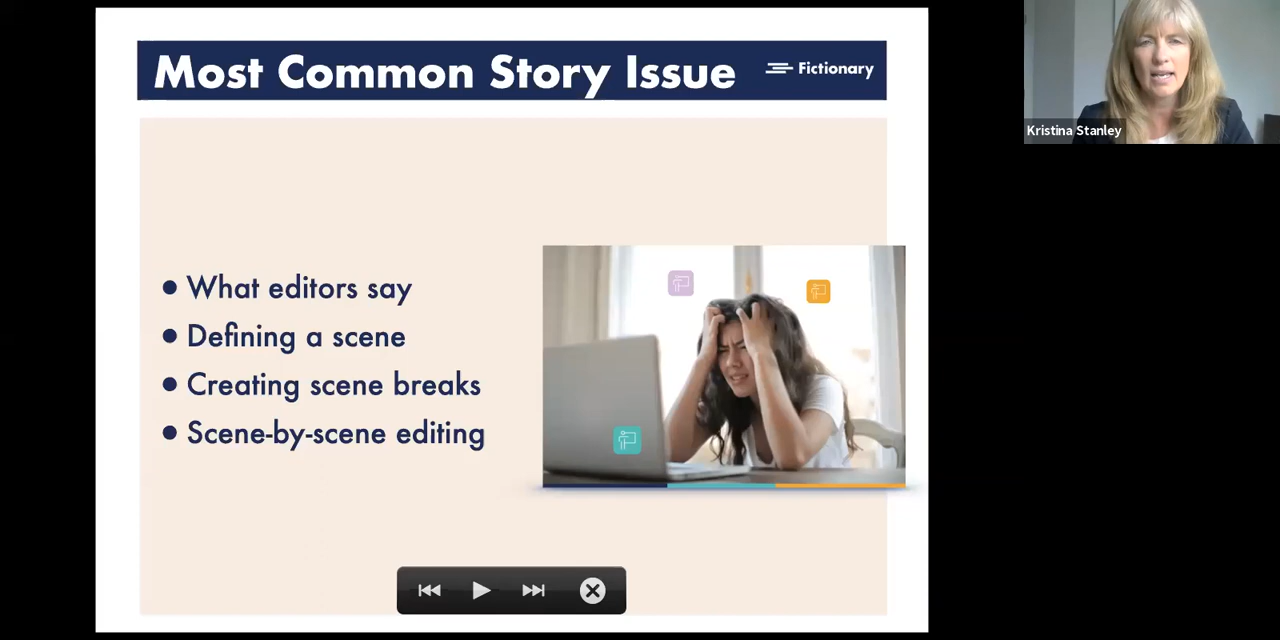 Most Common Story Issue
Fictionary
Kristina Stanley
What editors say
Defining a scene
Creating scene breaks
Scene-by-scene editing